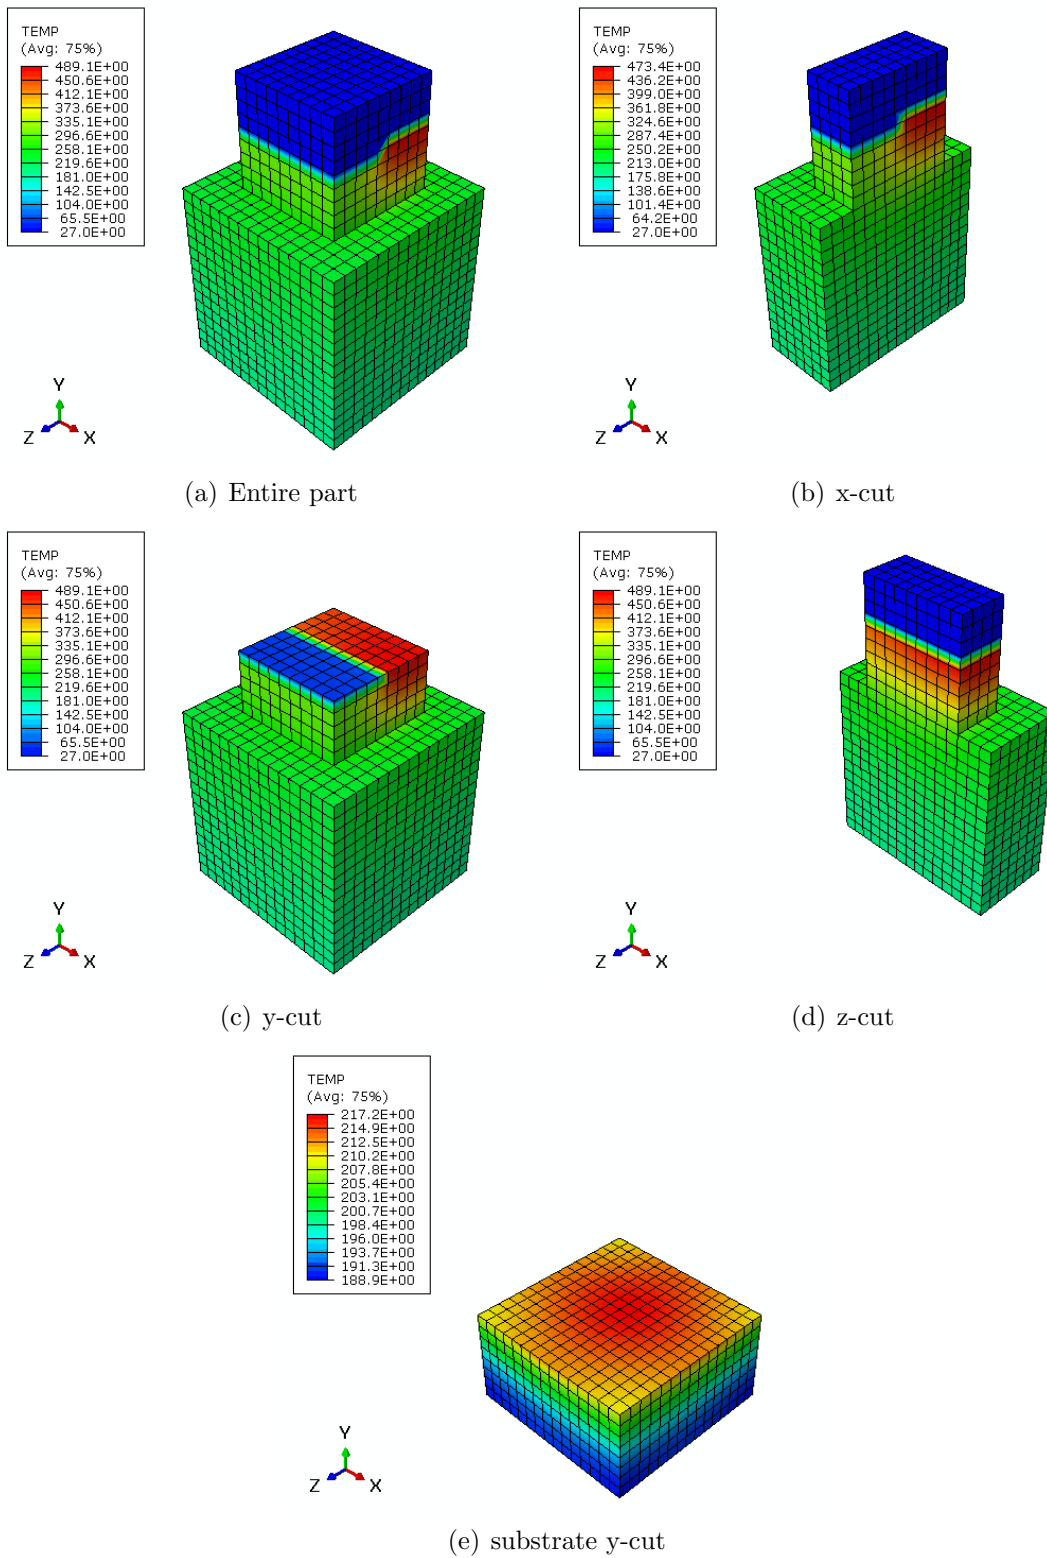 TEMP
(Avg: 75%)
489.1E+00
450.6E+00
412.1E+00
373.6E+00
335.1E+00
296.6E+00
258.1E+00
219.6E+00
181.0E+00
142.5E+00
104.0E+00
65.5E+00
27.0E+00
Y
Z
X
(a) Entire part
TEMP
(Avg: 75%)
473.4E+00
436.2E+00
399.0E+00
361.8E+00
324.6E+00
287.4E+00
250.2E+00
213.0E+00
175.8E+00
138.6E+00
101.4E+00
64.2E+00
27.0E+00
Y
Z
X
(b) x-cut
TEMP
(Avg: 75%)
489.1E+00
450.6E+00
412.1E+00
373.6E+00
335.1E+00
296.6E+00
258.1E+00
219.6E+00
181.0E+00
142.5E+00
104.0E+00
65.5E+00
27.0E+00
Y
Z
X
(c) y-cut
TEMP
(Avg: 75%)
489.1E+00
450.6E+00
412.1E+00
373.6E+00
335.1E+00
296.6E+00
258.1E+00
219.6E+00
181.0E+00
142.5E+00
104.0E+00
65.5E+00
27.0E+00
Y
Z
X
(d) z-cut
TEMP
(Avg: 75%)
217.2E+00
214.9E+00
212.5E+00
210.2E+00
207.8E+00
205.4E+00
203.1E+00
200.7E+00
198.4E+00
196.0E+00
193.7E+00
191.3E+00
188.9E+00
Y
Z
X
(e) substrate y-cut